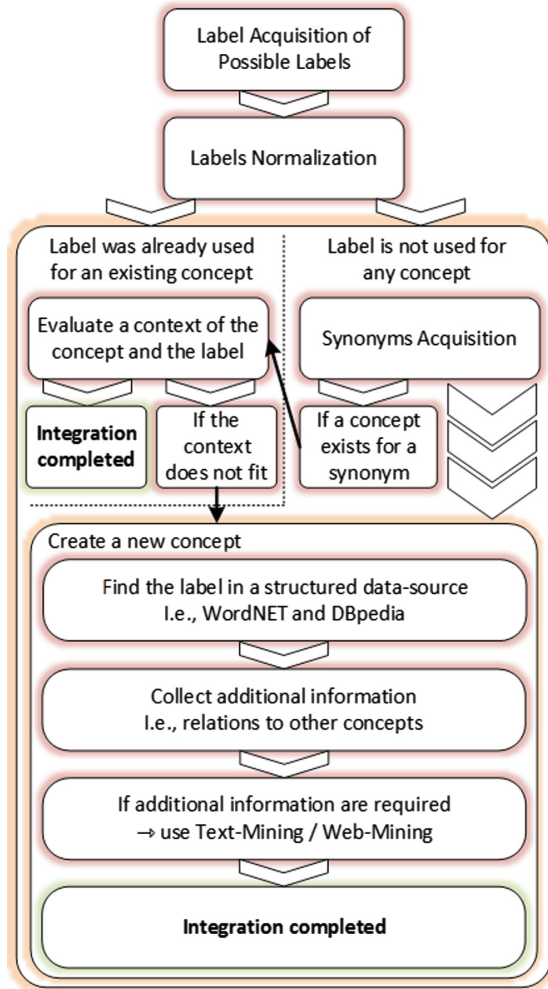 Label Acquisition of
Possible Labels
Labels Normalization
Label was already used
for an existing concept
Label is not used for
any concept
Evaluate a context of the
concept and the label
Synonyms Acquisition
Integration
completed
If the
context
does not fit
If a concept
exists for a
synonym
Create a new concept
Find the label in a structured data-source
I.e., WordNET and DBpedia
Collect additional information
I.e., relations to other concepts
If additional information are required
→ use Text-Mining / Web-Mining
Integration completed